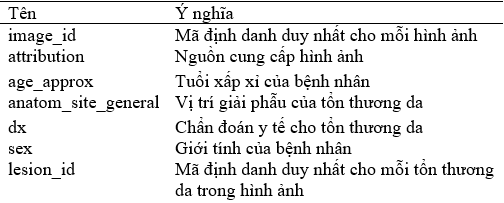 Tên Ý nghĩa
image_id Mã định danh duy nhất cho mỗi hình ảnh
attribution Nguồn cung cấp hình ảnh
age_approx Tuổi xấp xỉ của bệnh nhân
anatom_site_general Vị trí giải phẫu của tổn thương da
dx Chẩn đoán y tế cho tổn thương da
sex Giới tính của bệnh nhân
lesion_id Mã định danh duy nhất cho mỗi tổn thương
da trong hình ảnh